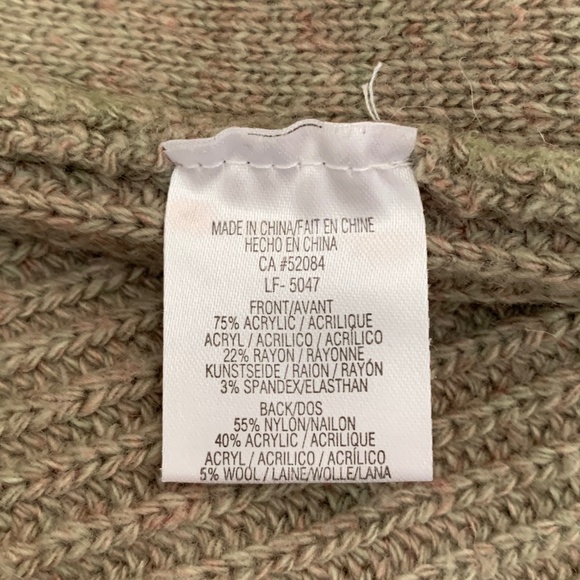 MADE IN CHINA/FAIT EN CHINE
HECHO EN CHINA
CA #52084
LF- 5047
FRONT/AVANT
75% ACRYLIC / ACRILIQUE
ACRYL / ACRILICO / ACRÍLICO
22% RAYON / RAYONNE
KUNSTSEIDE / RAION / RAYÓN
3% SPANDEX/ELASTHAN
BACK/DOS
55% NYLON/NAILON
40% ACRYLIC / ACRILIQUE
ACRYL / ACRILICO / ACRÍLICO
5% WOOL / LAINE/WOLLE/LANA